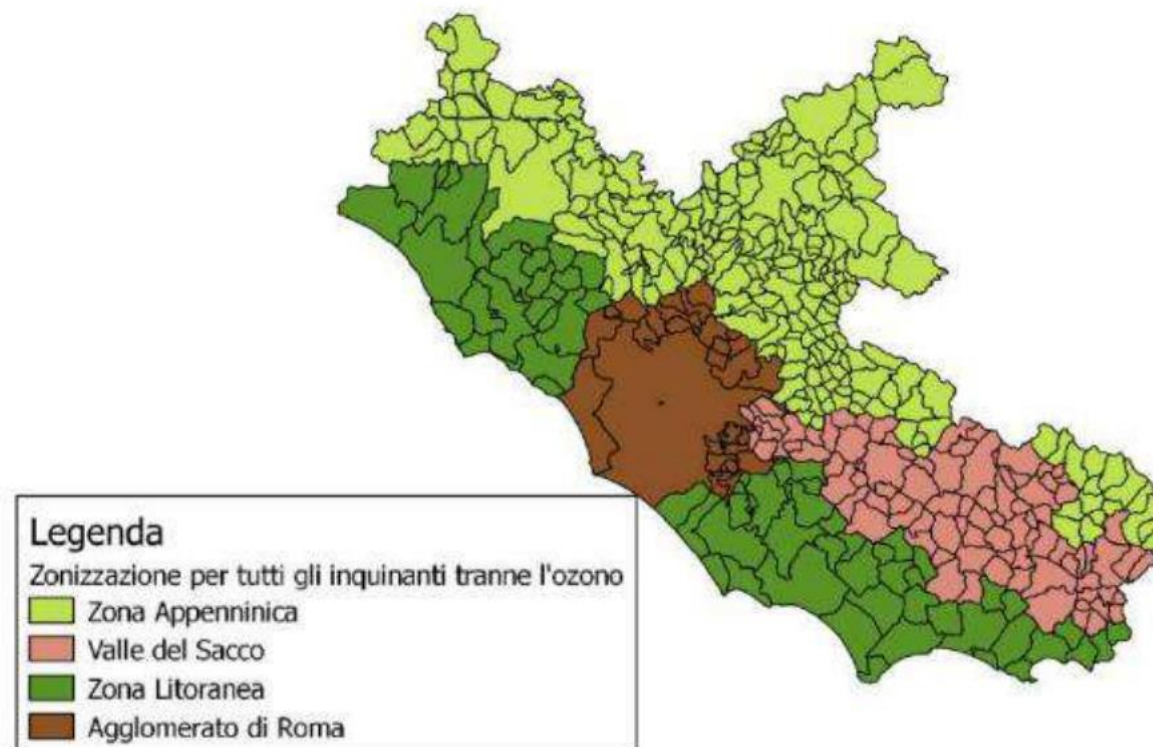 Legenda
Zonizzazione per tutti gli inquinanti tranne l'ozono
Zona Appenninica
Valle del Sacco
Zona Litoranea
Agglomerato di Roma